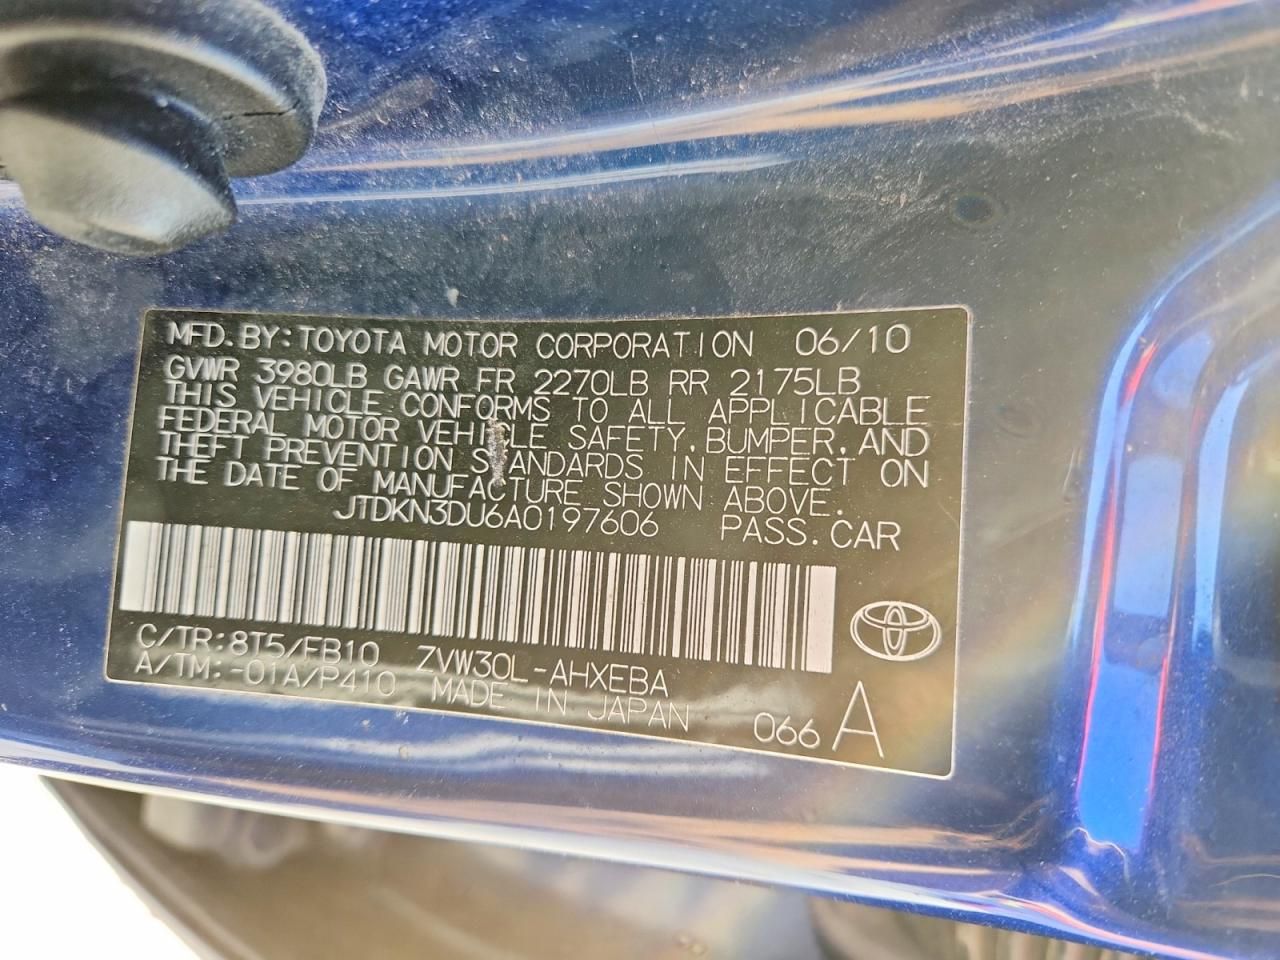 MFD. BY: TOYOTA MOTOR CORPORATION 06/10
GVWR 3980LB GAWR FR 2270LB RR 2175LB
THIS VEHICLE CONFORMS TO ALL APPLICABLE
FEDERAL MOTOR VEHICLE SAFETY, BUMPER, AND
THEFT PREVENTION STANDARDS IN EFFECT ON
THE DATE OF MANUFACTURE SHOWN ABOVE.
JTDKN3DU6A0197606 PASS. CAR
C/TR: 8T5/FB10 ZVW30L-AHXEBA
A/TM: -01A/P410 MADE IN JAPAN 066 A